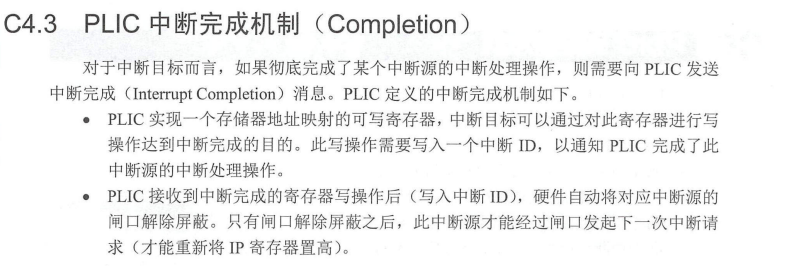 C4.3 PLIC 中断完成机制（Completion）
对于中断目标而言，如果彻底完成了某个中断源的中断处理操作，则需要向 PLIC 发送
中断完成（Interrupt Completion）消息。PLIC 定义的中断完成机制如下。
● PLIC 实现一个存储器地址映射的可写寄存器，中断目标可以通过对此寄存器进行写
操作达到中断完成的目的。此写操作需要写入一个中断 ID，以通知 PLIC 完成了此
中断源的中断处理操作。
● PLIC 接收到中断完成的寄存器写操作后（写入中断 ID），硬件自动将对应中断源的
闸口解除屏蔽。只有闸口解除屏蔽之后，此中断源才能经过闸口发起下一次中断请
求（才能重新将 IP 寄存器置高）。